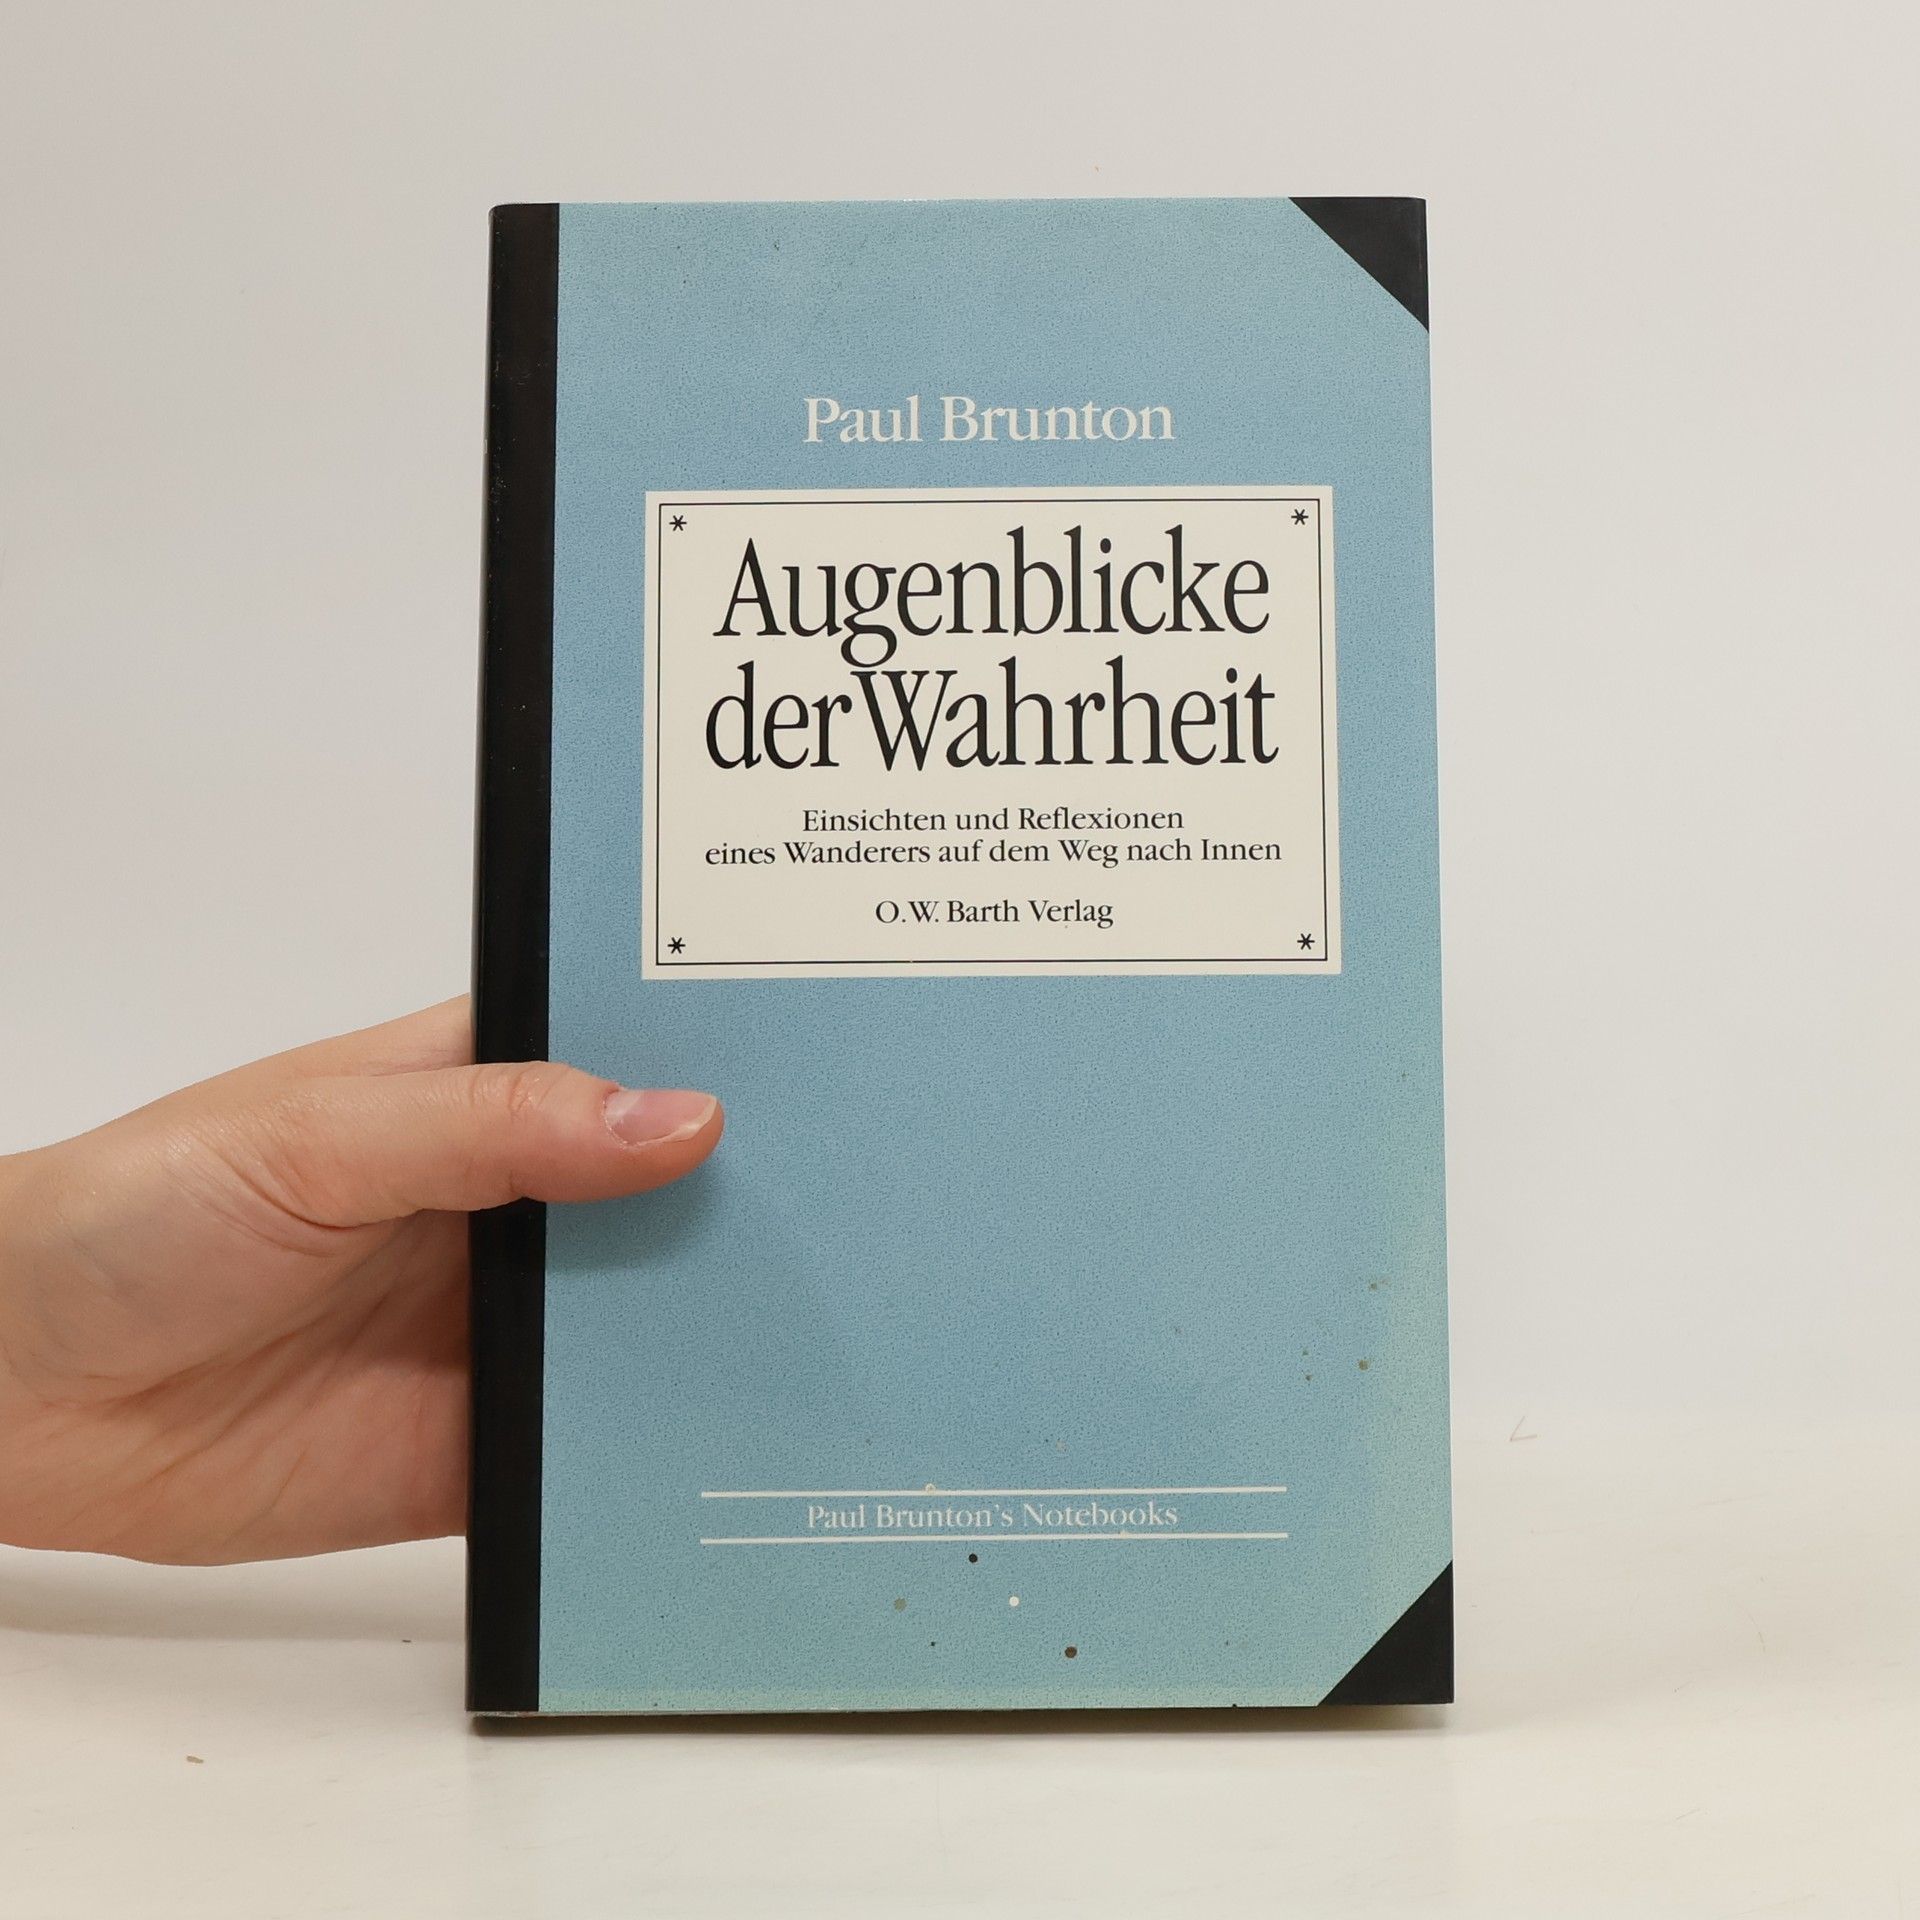 Paul Brunton
Augenblicke
der Wahrheit
Einsichten und Reflexionen
eines Wanderers auf dem Weg nach Innen
O.W. Barth Verlag
Paul Brunton's Notebooks